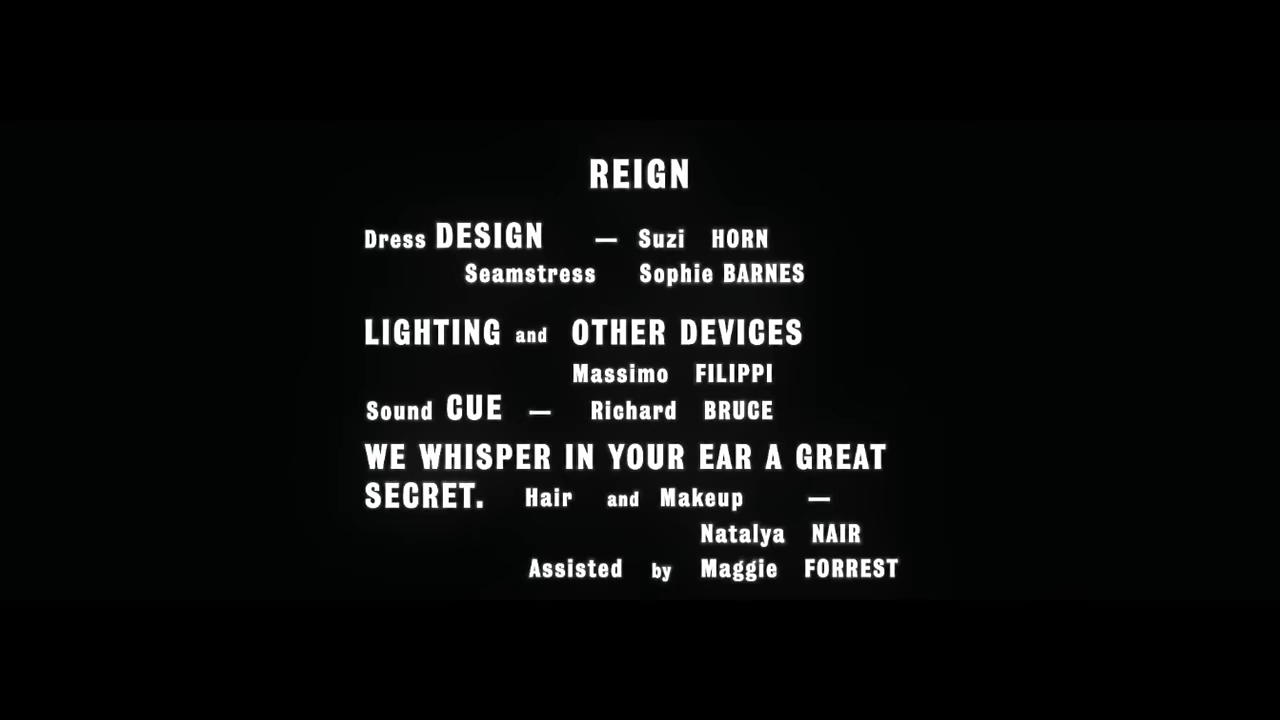 REIGN
Dress DESIGN — Suzi HORN
Seamstress Sophie BARNES
LIGHTING and OTHER DEVICES
Massimo FILIPPI
Sound CUE — Richard BRUCE
WE WHISPER IN YOUR EAR A GREAT
SECRET. Hair and Makeup —
Natalya NAIR
Assisted by Maggie FORREST